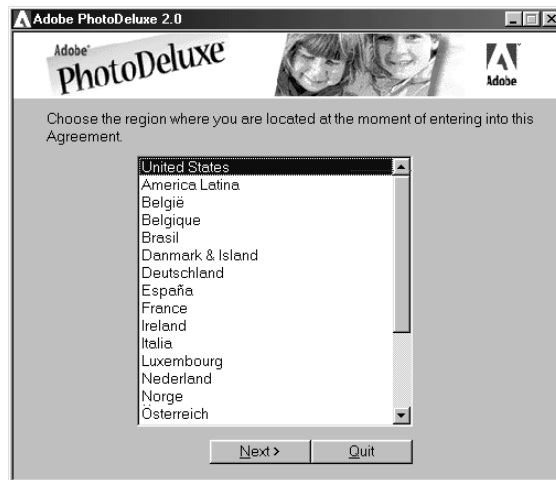 Adobe PhotoDeluxe 2.0
Adobe
PhotoDeluxe
Adobe
Choose the region where you are located at the moment of entering into this
Agreement.
United States
America Latina
België
Belgique
Brasil
Danmark & Island
Deutschland
España
France
Ireland
Italia
Luxembourg
Nederland
Norge
Österreich
Next >
Quit